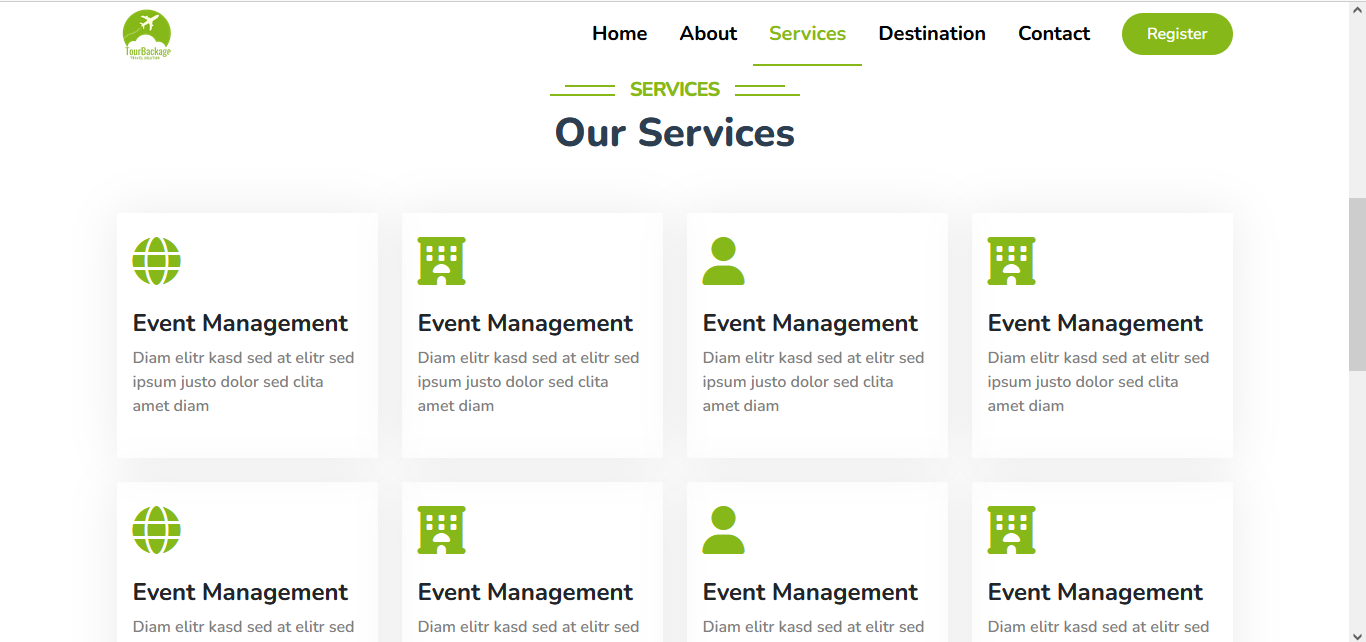 Home About Services Destination Contact Register
TourBackage
SERVICES
Our Services
Event Management Event Management Event Management Event Management
Diam elitr kasd sed at elitr sed Diam elitr kasd sed at elitr sed Diam elitr kasd sed at elitr sed Diam elitr kasd sed at elitr sed
ipsum justo dolor sed clita ipsum justo dolor sed clita ipsum justo dolor sed clita ipsum justo dolor sed clita
amet diam amet diam amet diam amet diam
Event Management Event Management Event Management Event Management
Diam elitr kasd sed at elitr sed Diam elitr kasd sed at elitr sed Diam elitr kasd sed at elitr sed Diam elitr kasd sed at elitr sed